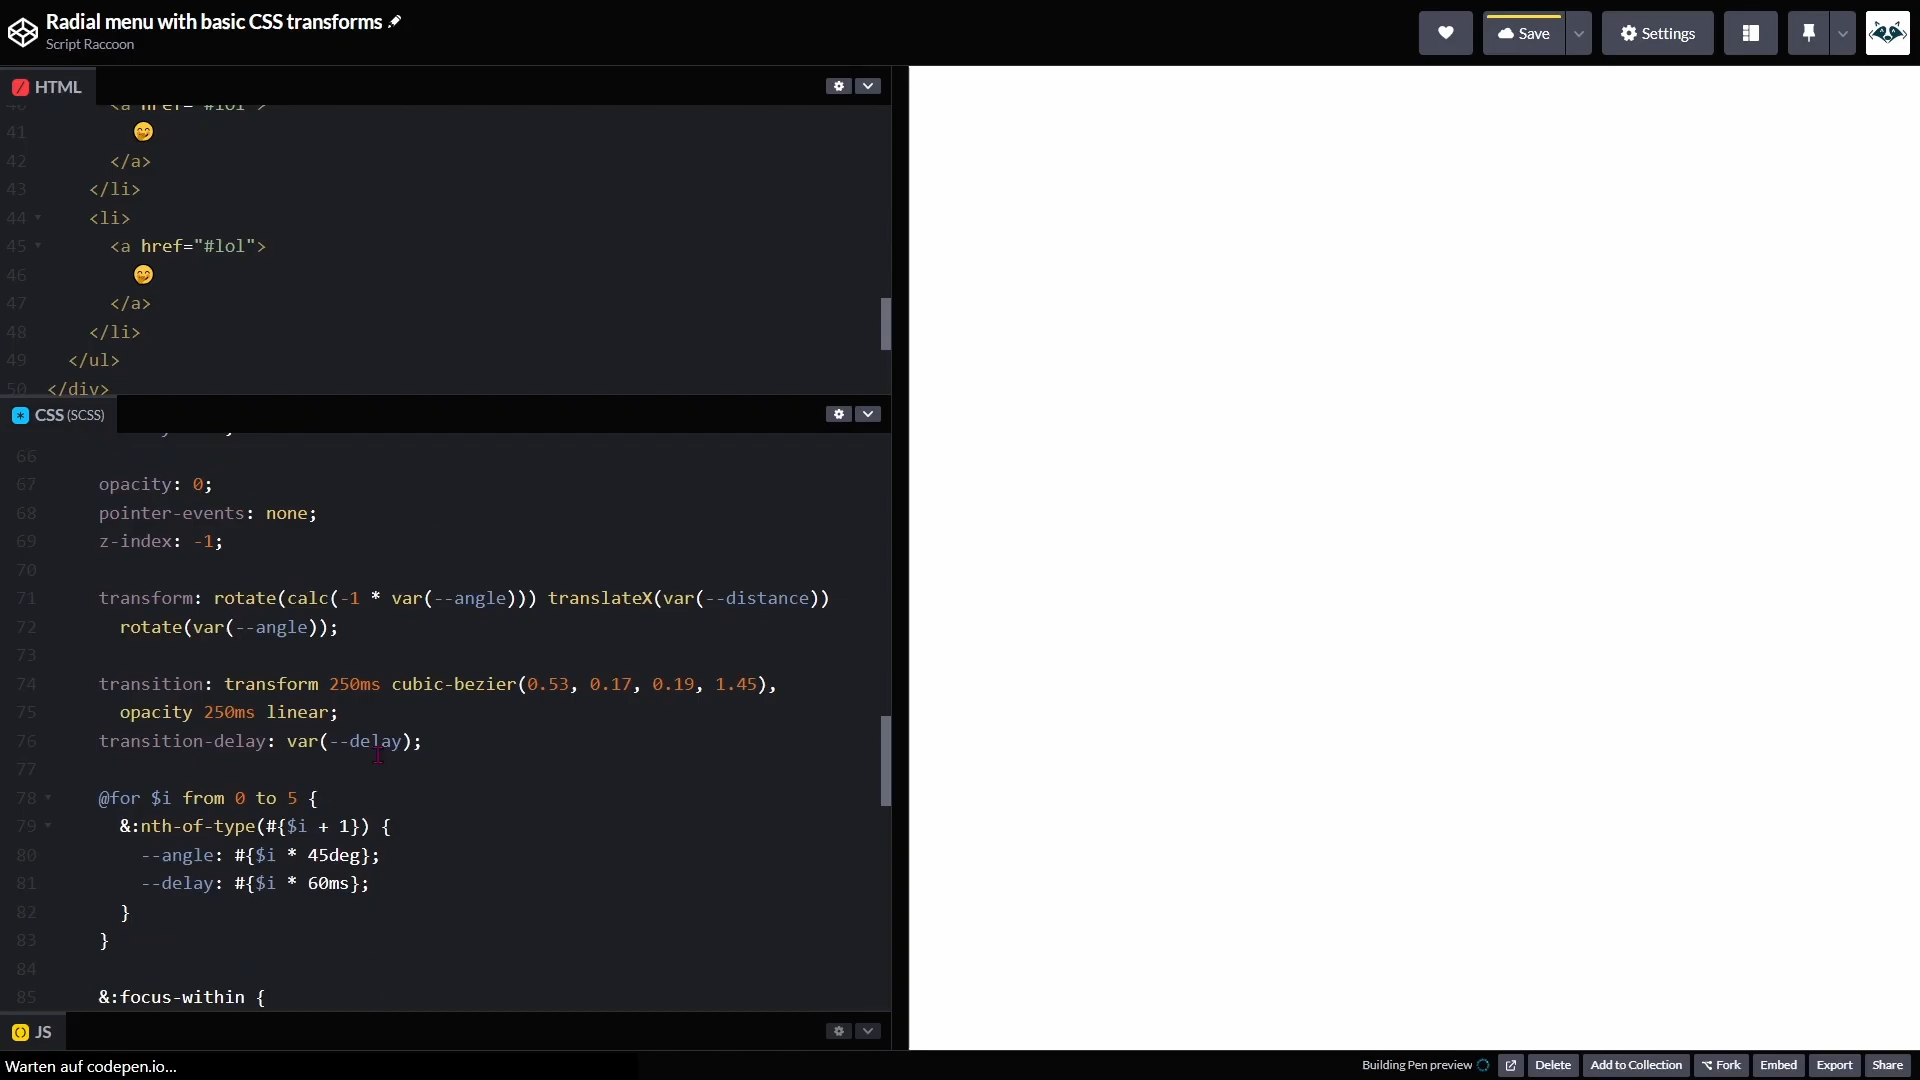 Radial menu with basic CSS transforms
Script Raccoon
Save
Settings
HTML
40 <a href="#lol">
41 🤭
42 </a>
43 </li>
44 <li>
45 <a href="#lol">
46 🤭
47 </a>
48 </li>
49 </ul>
50 </div>
CSS (SCSS)
66
67 opacity: 0;
68 pointer-events: none;
69 z-index: -1;
70
71 transform: rotate(calc(-1 * var(--angle))) translateX(var(--distance))
72 rotate(var(--angle));
73
74 transition: transform 250ms cubic-bezier(0.53, 0.17, 0.19, 1.45),
75 opacity 250ms linear;
76 transition-delay: var(--delay);
77
78 @for $i from 0 to 5 {
79 &:nth-of-type(#{$i + 1}) {
80 --angle: #{$i * 45deg};
81 --delay: #{$i * 60ms};
82 }
83 }
84
85 &:focus-within {
JS
Warten auf codepen.io...
Building Pen preview
Delete
Add to Collection
Fork
Embed
Export
Share